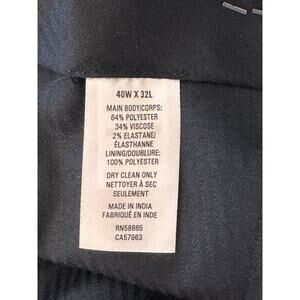 40W X 32L
MAIN BODY/CORPS:
64% POLYESTER
34% VISCOSE
2% ELASTANE/
ÉLASTHANNE
LINING/DOUBLURE:
100% POLYESTER
DRY CLEAN ONLY
NETTOYER À SEC
SEULEMENT
MADE IN INDIA
FABRIQUÉ EN INDE
RN58665
CA57963